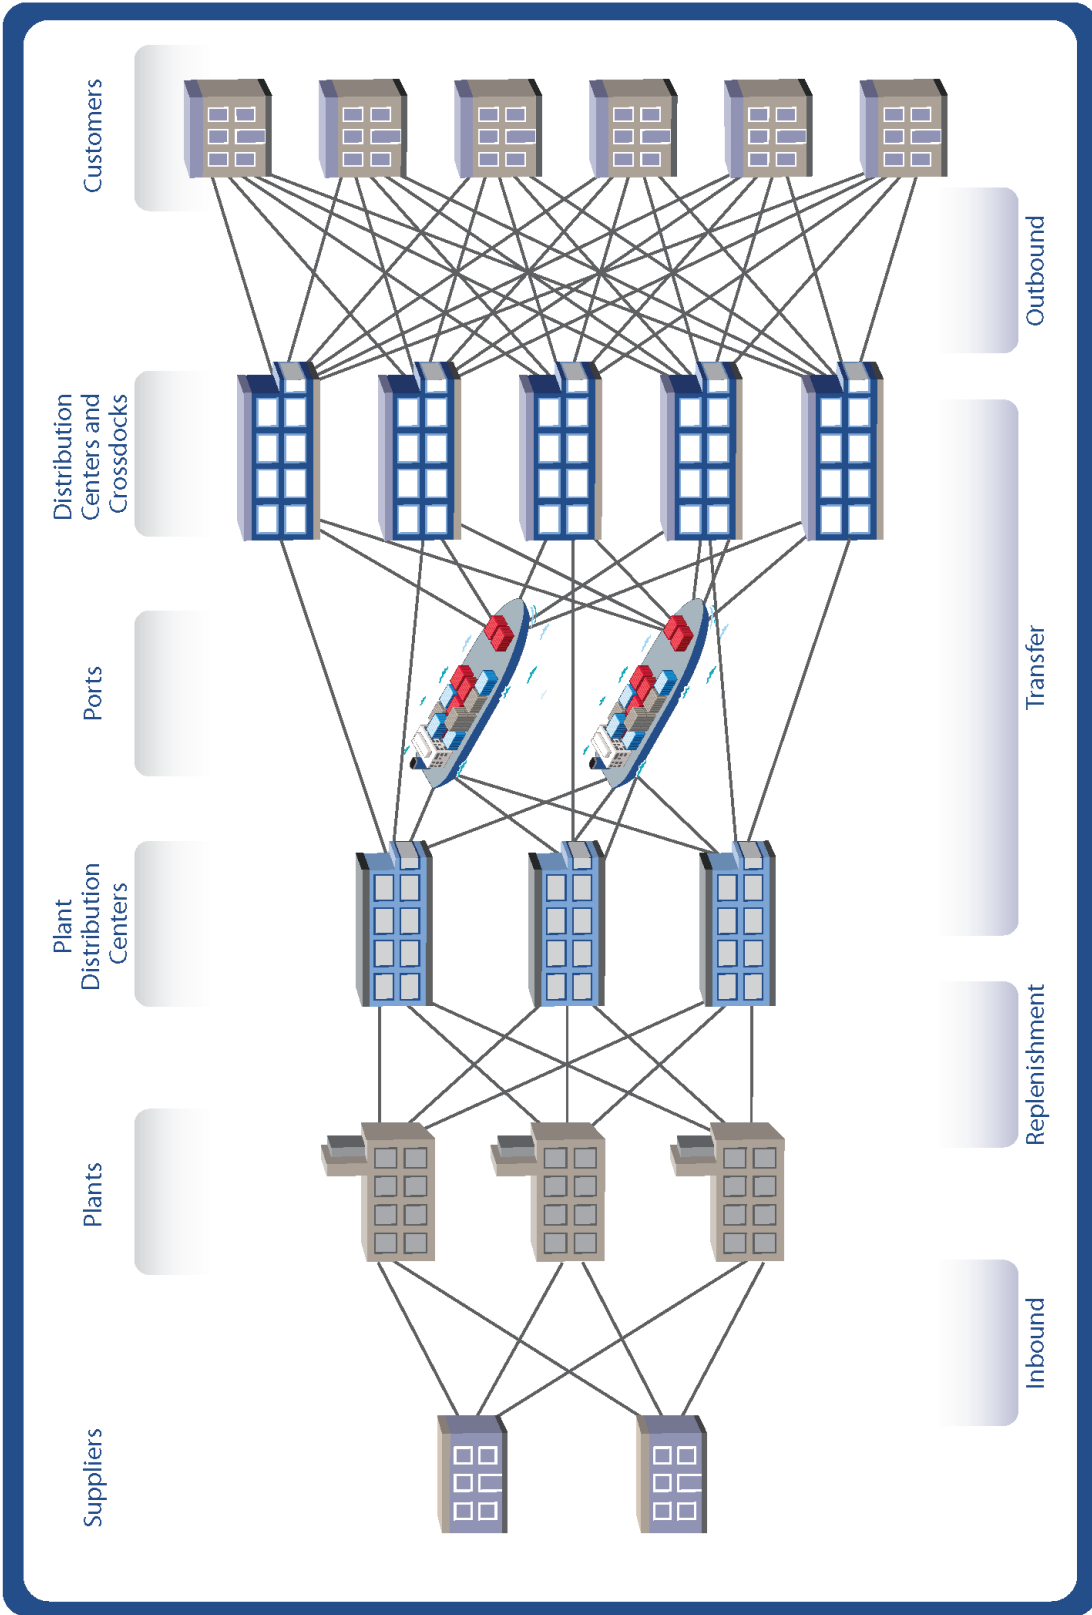 Suppliers
Plants
Plant
Distribution
Centers
Ports
Distribution
Centers and
Crossdocks
Customers
Inbound
Replenishment
Transfer
Outbound